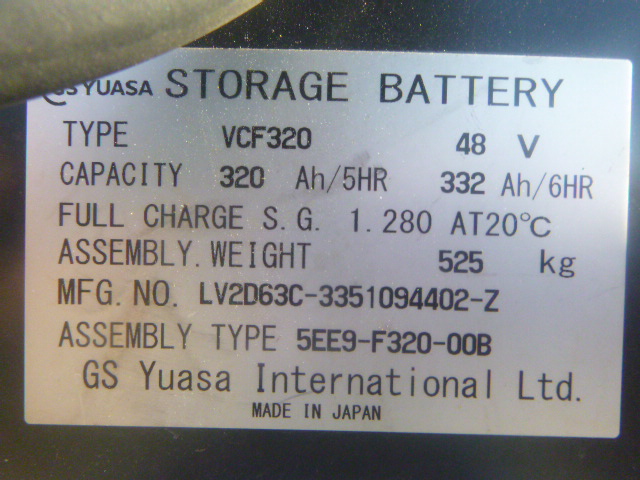 GS YUASA STORAGE BATTERY
TYPE VCF320 48 V
CAPACITY 320 Ah/5HR 332 Ah/6HR
FULL CHARGE S.G. 1.280 AT20℃
ASSEMBLY.WEIGHT 525 kg
MFG.NO. LV2D63C-3351094402-Z
ASSEMBLY TYPE 5EE9-F320-00B
GS Yuasa International Ltd.
MADE IN JAPAN